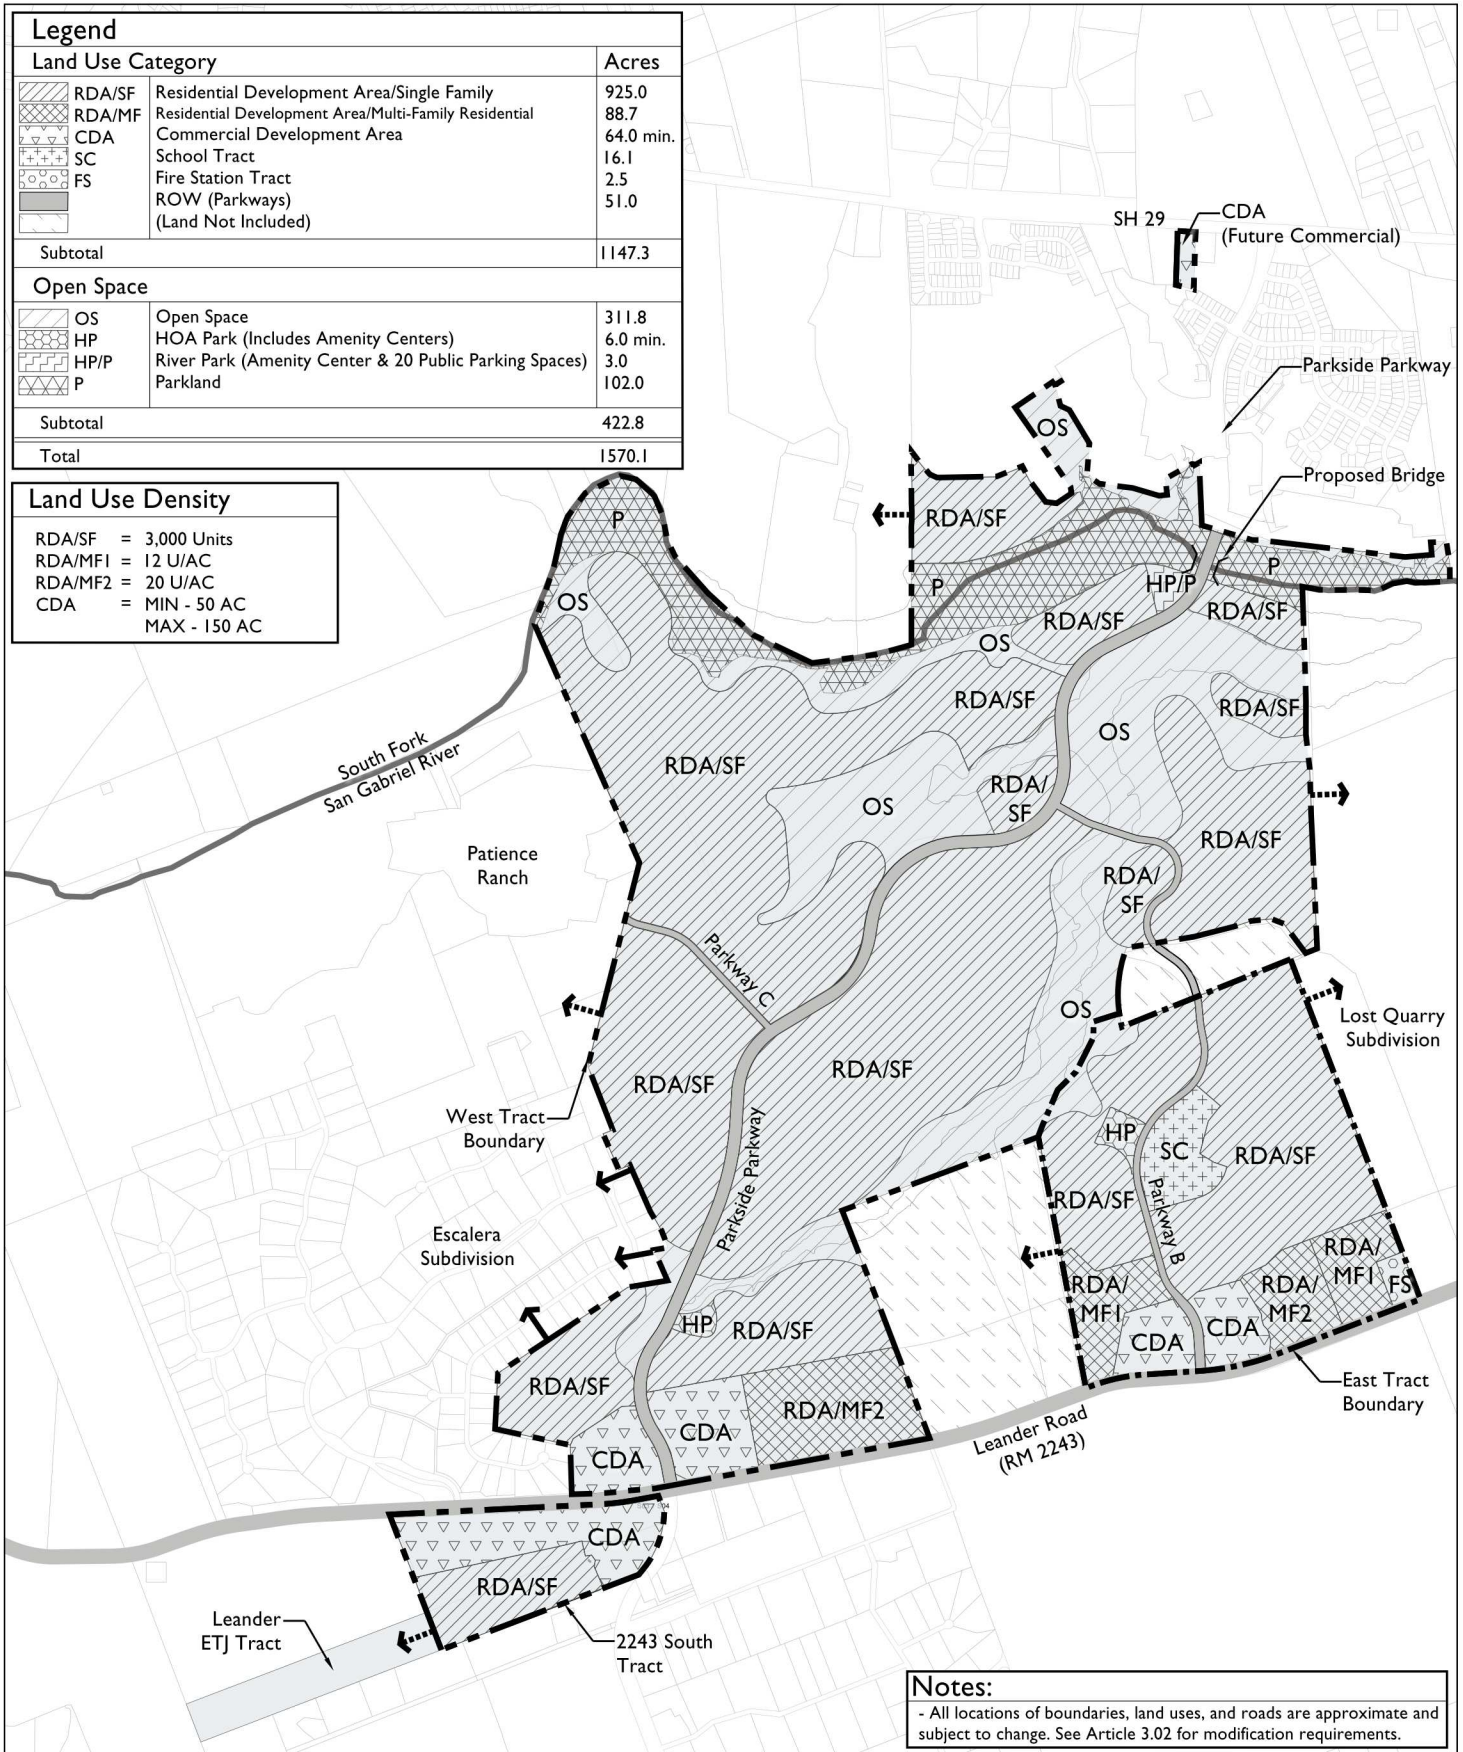 Legend
Land Use Category Acres
RDA/SF Residential Development Area/Single Family 925.0
RDA/MF Residential Development Area/Multi-Family Residential 88.7
CDA Commercial Development Area 64.0 min.
SC School Tract 16.1
FS Fire Station Tract 2.5
ROW (Parkways) 51.0
(Land Not Included)
Subtotal 1147.3
Open Space
OS Open Space 311.8
HP HOA Park (Includes Amenity Centers) 6.0 min.
HP/P River Park (Amenity Center & 20 Public Parking Spaces) 3.0
P Parkland 102.0
Subtotal 422.8
Total 1570.1
Land Use Density
RDA/SF = 3,000 Units
RDA/MF1 = 12 U/AC
RDA/MF2 = 20 U/AC
CDA = MIN - 50 AC
MAX - 150 AC
SH 29
CDA
(Future Commercial)
Parkside Parkway
OS
Proposed Bridge
RDA/SF
P
P
P
HP/P
OS
RDA/SF
RDA/SF
OS
RDA/SF
RDA/SF
OS
South Fork
San Gabriel River
RDA/SF
RDA/
SF
OS
RDA/SF
Patience
Ranch
RDA/
SF
Parkway C
OS
Lost Quarry
Subdivision
RDA/SF
RDA/SF
West Tract
Boundary
HP
SC
RDA/SF
Parkside Parkway
RDA/SF
Parkway B
Escalera
Subdivision
RDA/
MF1
RDA/
MF1
RDA/
MF2
FS
HP
RDA/SF
CDA
CDA
RDA/SF
East Tract
Boundary
RDA/MF2
CDA
CDA
Leander Road
(RM 2243)
CDA
RDA/SF
Leander
ETJ Tract
2243 South
Tract
Notes:
- All locations of boundaries, land uses, and roads are approximate and
subject to change. See Article 3.02 for modification requirements.